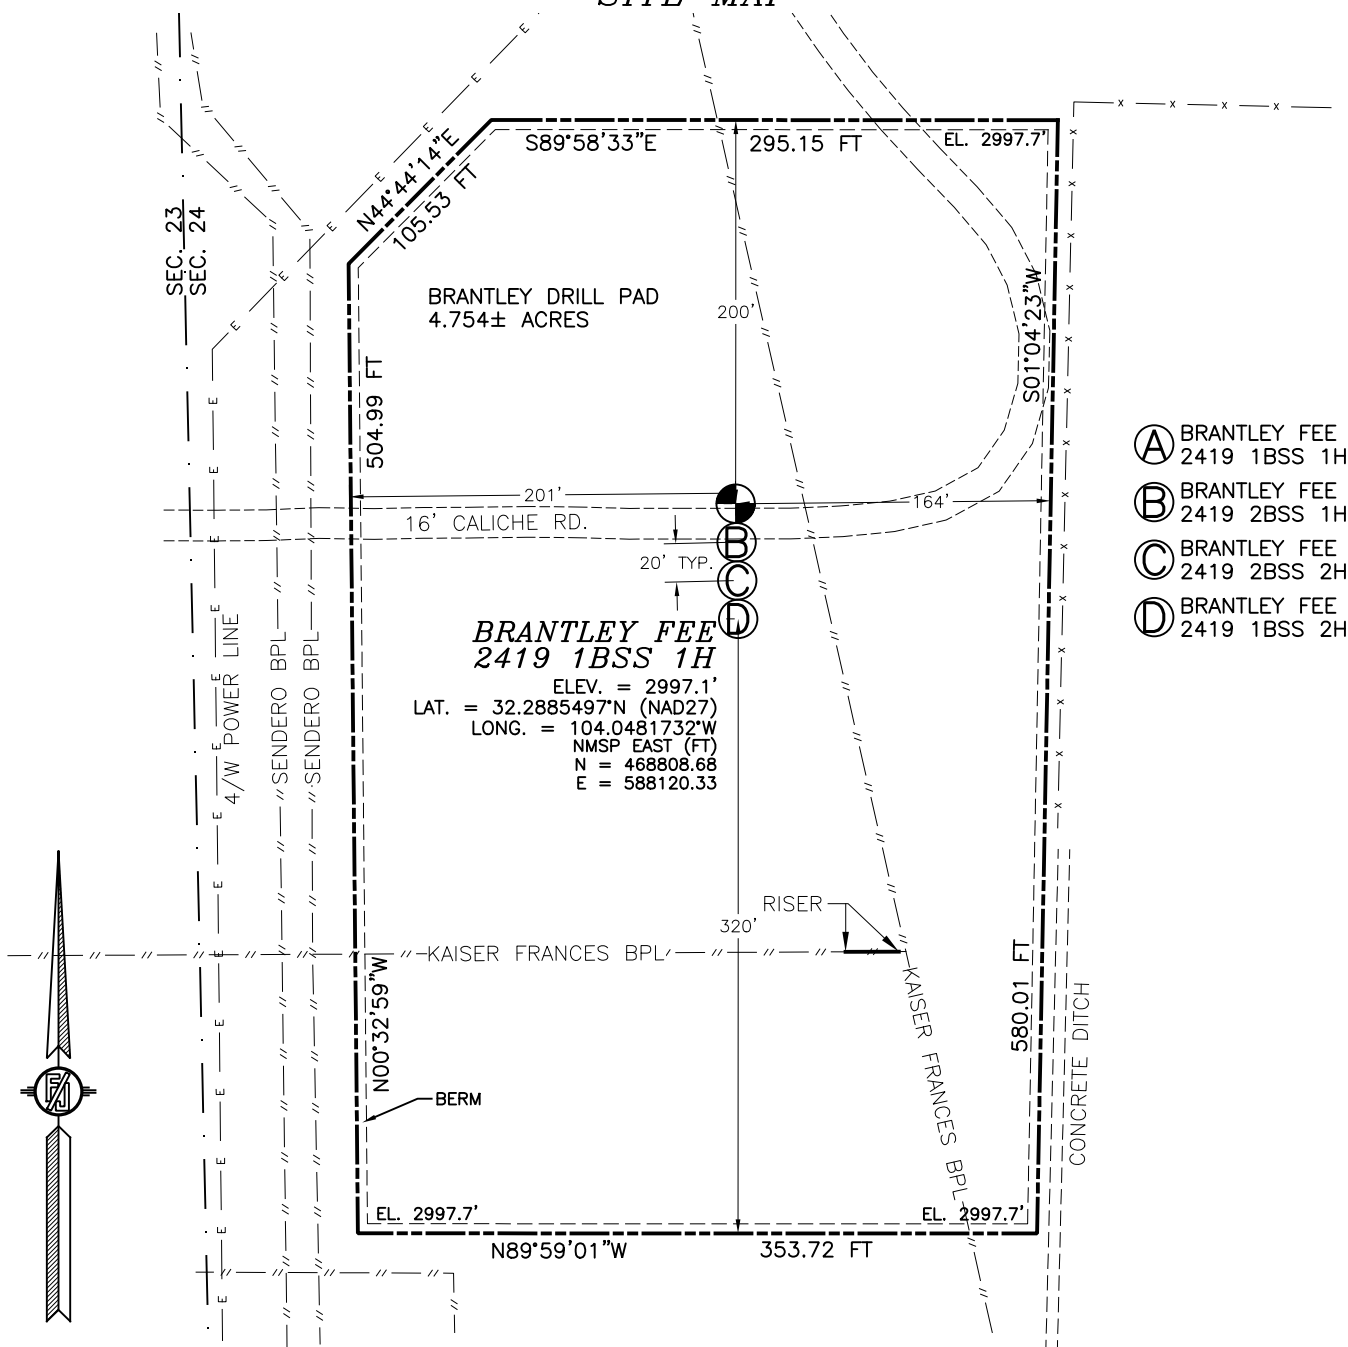 SITE MAP
S89°58'33"E 295.15 FT
EL. 2997.7'
N44°44'14"E
105.53 FT
SEC. 23
SEC. 24
BRANTLEY DRILL PAD
4.754± ACRES
200'
S01°04'23"W
504.99 FT
201'
164'
16' CALICHE RD.
20' TYP.
B
C
D
A BRANTLEY FEE
2419 1BSS 1H
B BRANTLEY FEE
2419 2BSS 1H
C BRANTLEY FEE
2419 2BSS 2H
D BRANTLEY FEE
2419 1BSS 2H
BRANTLEY FEE
2419 1BSS 1H
ELEV. = 2997.1'
LAT. = 32.2885497°N (NAD27)
LONG. = 104.0481732°W
NMSP EAST (FT)
N = 468808.68
E = 588120.33
4/W POWER LINE
SENDERO BPL
SENDERO BPL
RISER
320'
KAISER FRANCES BPL
KAISER FRANCES BPL
580.01 FT
CONCRETE DITCH
N00°32'59"W
BERM
EL. 2997.7'
EL. 2997.7'
N89°59'01"W 353.72 FT